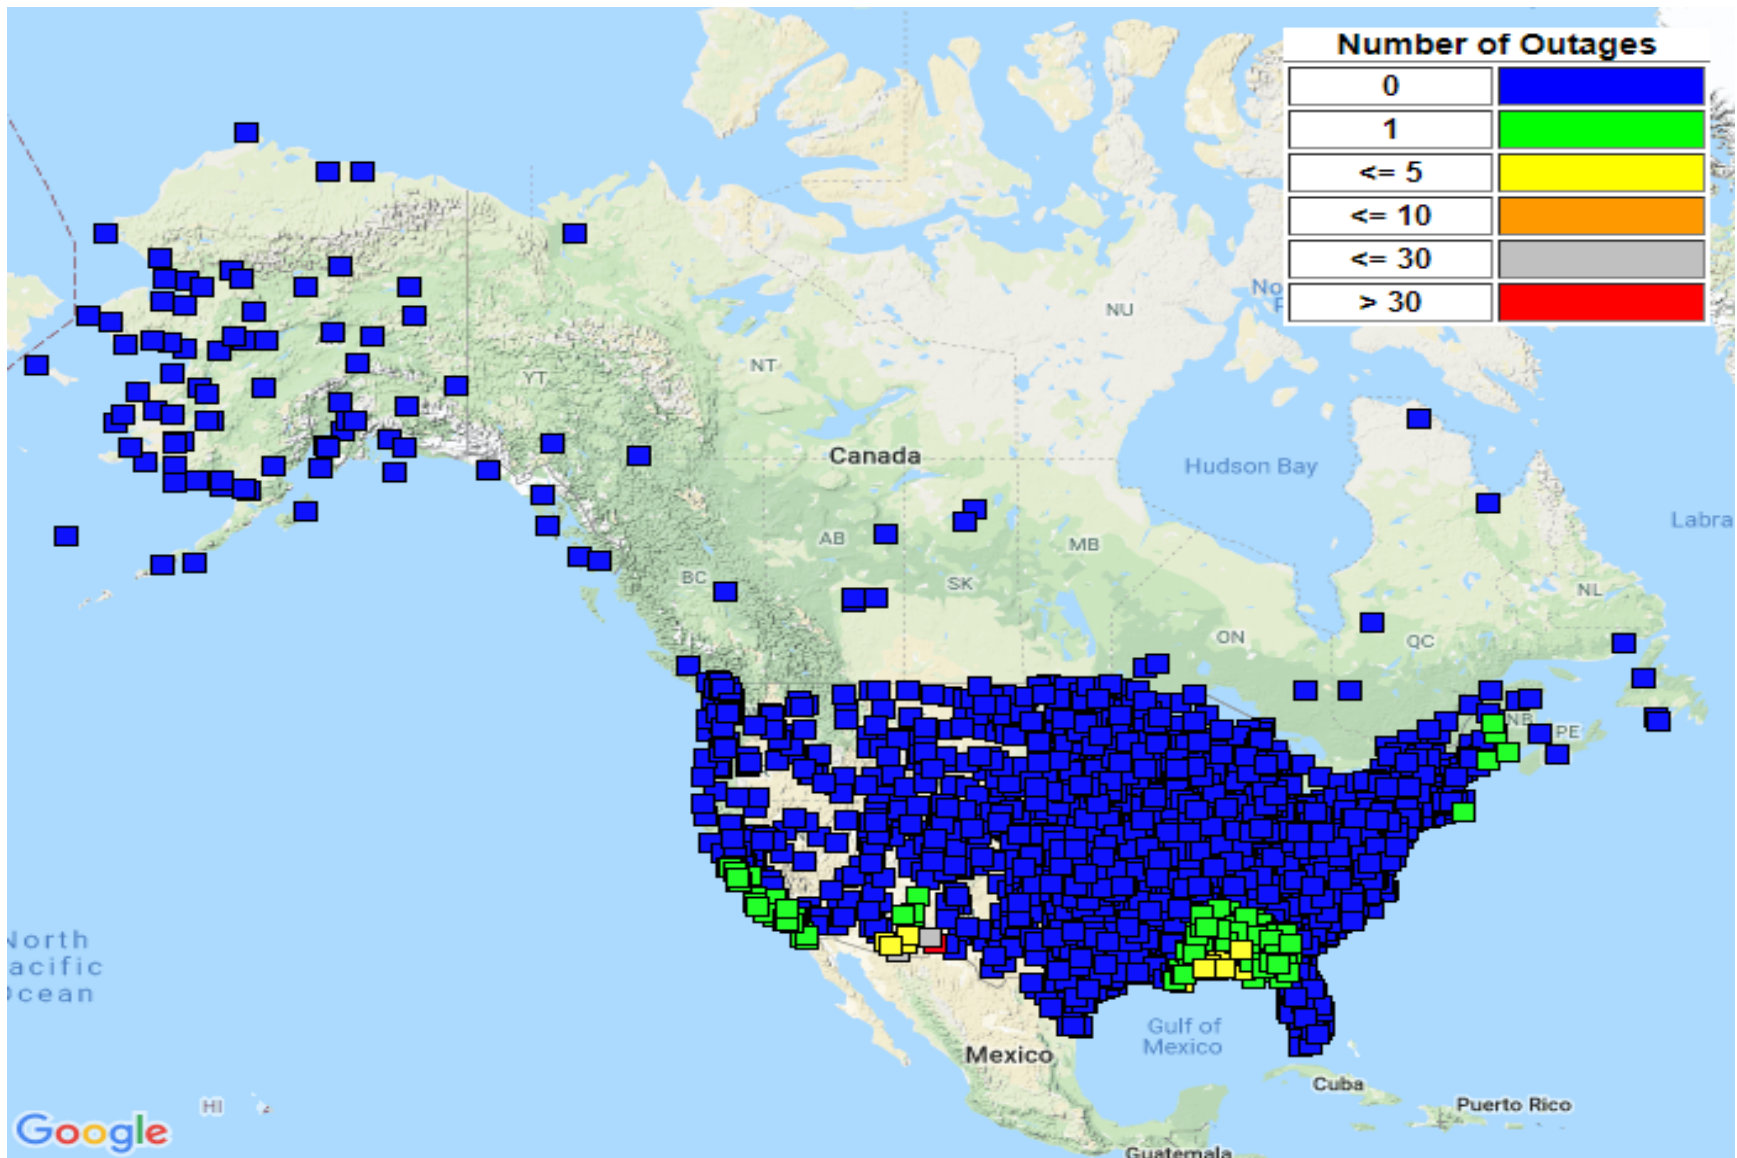 Number of Outages
0
1
<= 5
<= 10
<= 30
> 30
NU
NT
YT
Canada
Hudson Bay
Labra
AB
MB
BC
SK
NL
ON
QC
NB
PE
North
acific
Ocean
Gulf of
Mexico
Mexico
Cuba
HI
Puerto Rico
Google
Guatemala